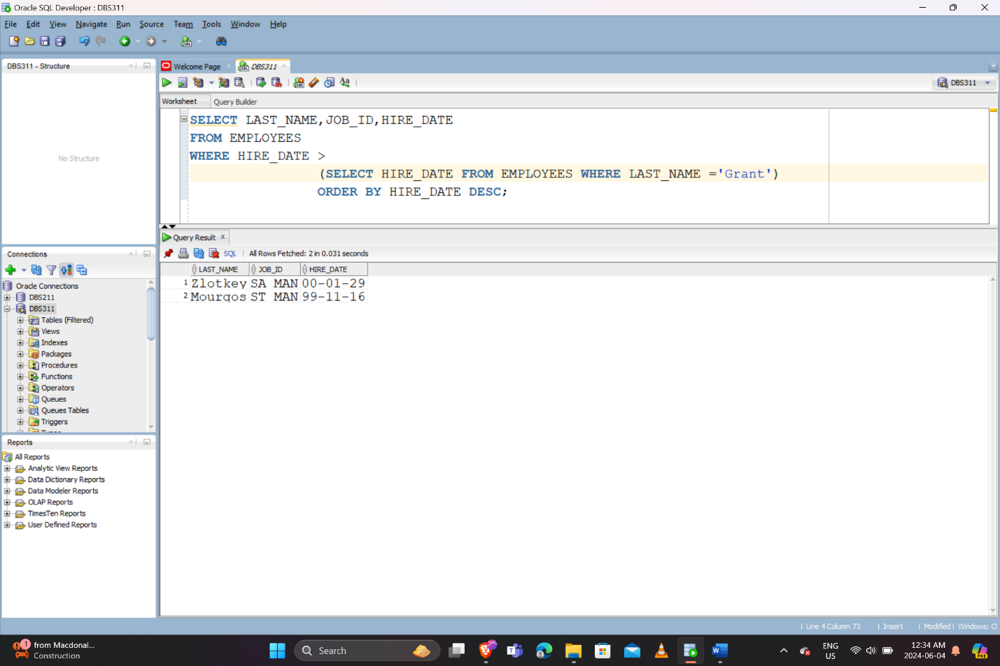 Oracle SQL Developer : DBS311
File Edit View Navigate Run Source Team Tools Window Help
DBS311 - Structure
No Structure
Connections
Oracle Connections
DBS211
DBS311
Tables (Filtered)
Views
Indexes
Packages
Procedures
Functions
Operators
Queues
Queues Tables
Triggers
Reports
All Reports
Analytic View Reports
Data Dictionary Reports
Data Modeler Reports
OLAP Reports
TimesTen Reports
User Defined Reports
Welcome Page DBS311
DBS311
Worksheet Query Builder
SELECT LAST_NAME,JOB_ID,HIRE_DATE
FROM EMPLOYEES
WHERE HIRE_DATE >
(SELECT HIRE_DATE FROM EMPLOYEES WHERE LAST_NAME ='Grant')
ORDER BY HIRE_DATE DESC;
Query Result x
SQL | All Rows Fetched: 2 in 0.031 seconds
LAST_NAME JOB_ID HIRE_DATE
1 Zlotkey SA_MAN 00-01-29
2 Mourgos ST_MAN 99-11-16
| Line 4 Column 73 | Insert | Modified | Windows: C
1 from Macdonal...
Construction
Search
ENG
US
12:34 AM
2024-06-04
PRE